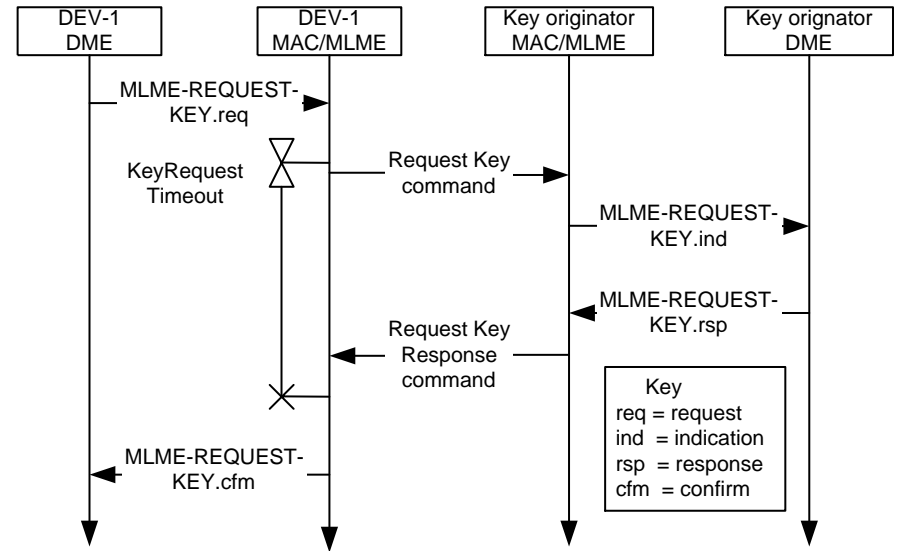 DEV-1
DME
DEV-1
MAC/MLME
Key originator
MAC/MLME
Key orignator
DME
MLME-REQUEST-
KEY.req
KeyRequest
Timeout
Request Key
command
MLME-REQUEST-
KEY.ind
MLME-REQUEST-
KEY.rsp
Request Key
Response
command
MLME-REQUEST-
KEY.cfm
Key
req = request
ind = indication
rsp = response
cfm = confirm